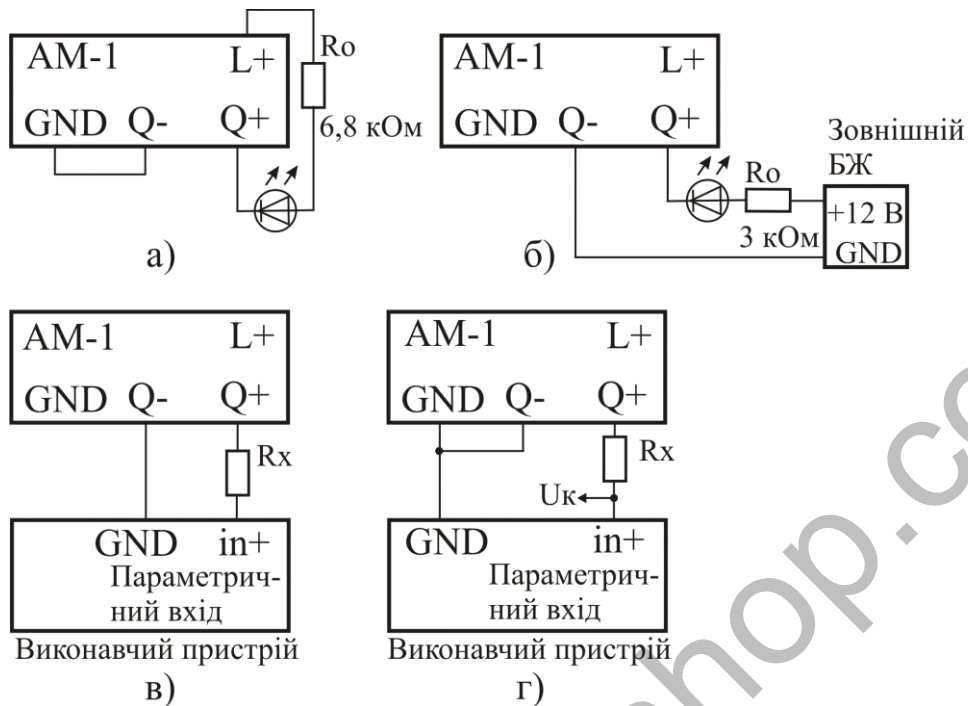 AM-1 L+
GND Q- Q+
Ro
6,8 кОм
а)
AM-1 L+
GND Q- Q+
Ro
3 кОм
Зовнішній
БЖ
+12 В
GND
б)
AM-1 L+
GND Q- Q+
Rx
GND in+
Параметрич-
ний вхід
Виконавчий пристрій
в)
AM-1 L+
GND Q- Q+
Rx
Uк
GND in+
Параметрич-
ний вхід
Виконавчий пристрій
г)